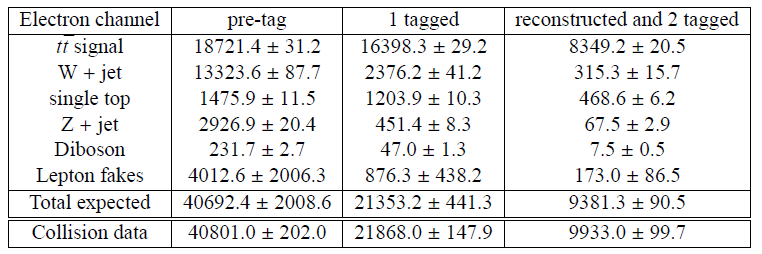 Electron channel pre-tag 1 tagged reconstructed and 2 tagged
tt̄ signal 18721.4 ± 31.2 16398.3 ± 29.2 8349.2 ± 20.5
W + jet 13323.6 ± 87.7 2376.2 ± 41.2 315.3 ± 15.7
single top 1475.9 ± 11.5 1203.9 ± 10.3 468.6 ± 6.2
Z + jet 2926.9 ± 20.4 451.4 ± 8.3 67.5 ± 2.9
Diboson 231.7 ± 2.7 47.0 ± 1.3 7.5 ± 0.5
Lepton fakes 4012.6 ± 2006.3 876.3 ± 438.2 173.0 ± 86.5
Total expected 40692.4 ± 2008.6 21353.2 ± 441.3 9381.3 ± 90.5
Collision data 40801.0 ± 202.0 21868.0 ± 147.9 9933.0 ± 99.7